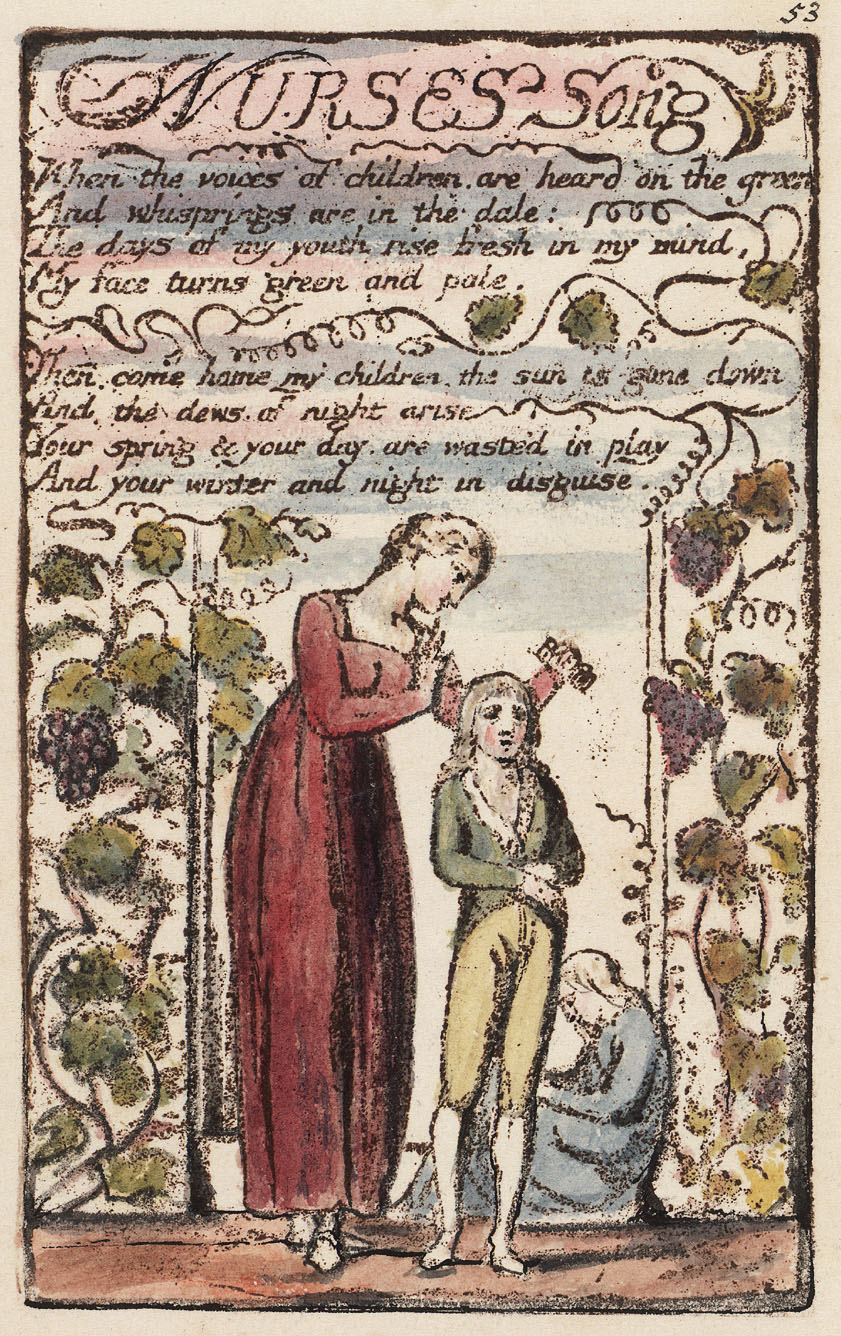 53
NURSES Song
When the voices of children. are heard on the green
And whisprings are in the dale:
The days of my youth rise fresh in my mind,
My face turns green and pale.
Then come home my children, the sun is gone down
And the dews of night arise
Your spring & your day. are wasted in play
And your winter and night in disguise.